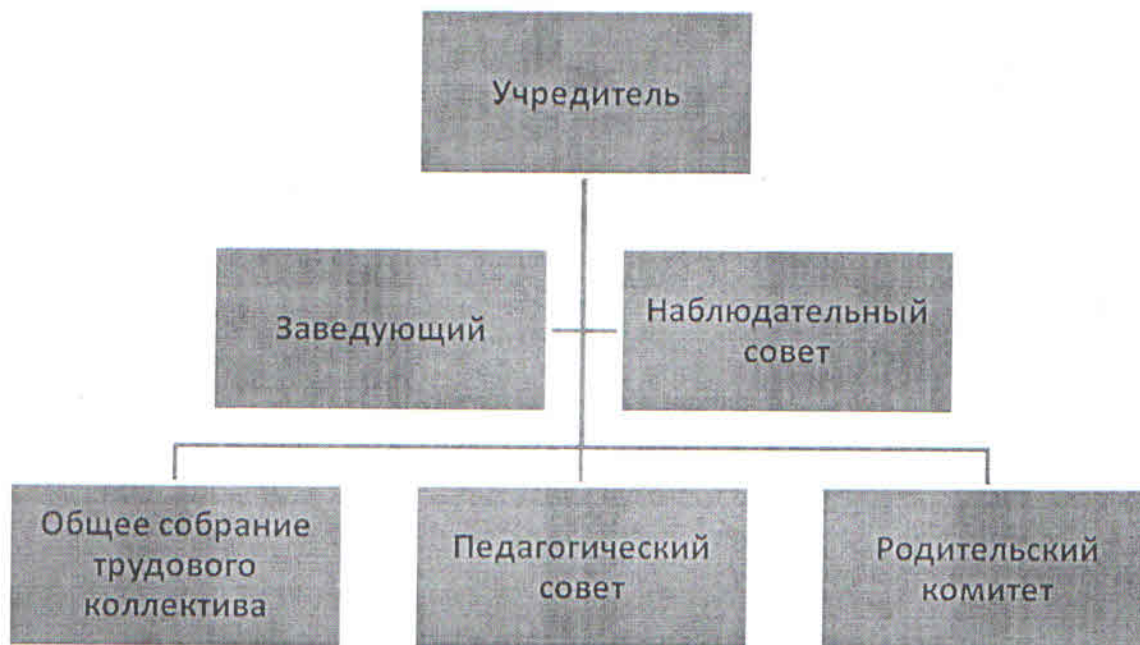 Учредитель
Заведующий
Наблюдательный
совет
Общее собрание
трудового
коллектива
Педагогический
совет
Родительский
комитет